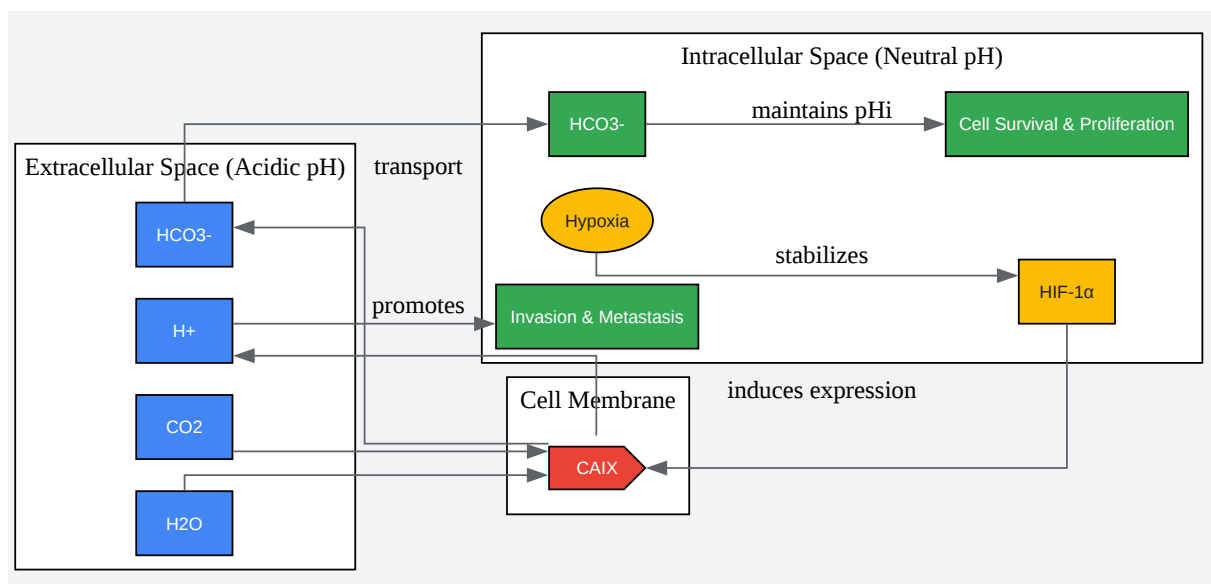 Intracellular Space (Neutral pH)
HCO3-
maintains pHi
Cell Survival & Proliferation
Extracellular Space (Acidic pH)
transport
HCO3-
Hypoxia
stabilizes
HIF-1α
H+
promotes
Invasion & Metastasis
CO2
Cell Membrane
induces expression
CAIX
H2O